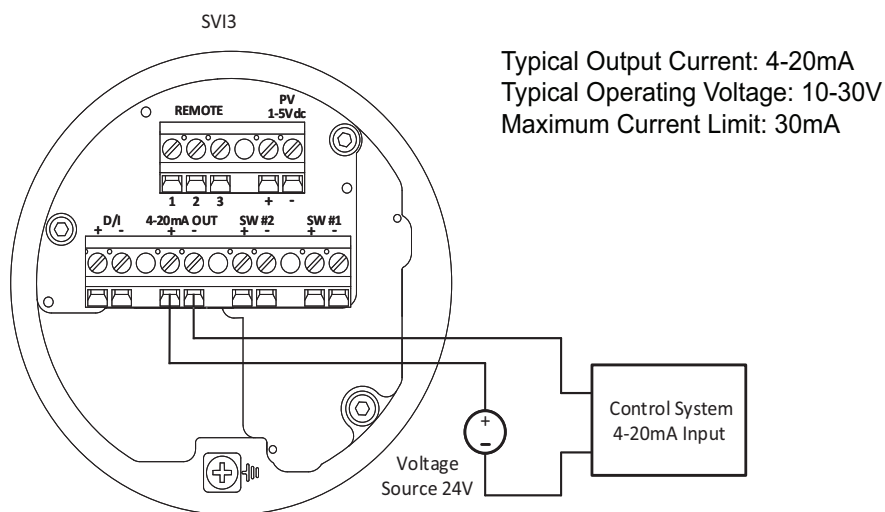 SVI3
Typical Output Current: 4-20mA
Typical Operating Voltage: 10-30V
Maximum Current Limit: 30mA
REMOTE
PV
1-5Vdc
1 2 3 + -
D/I 4-20mA OUT SW #2 SW #1
+ - + - + - + -
Control System
4-20mA Input
+
-
Voltage
Source 24V